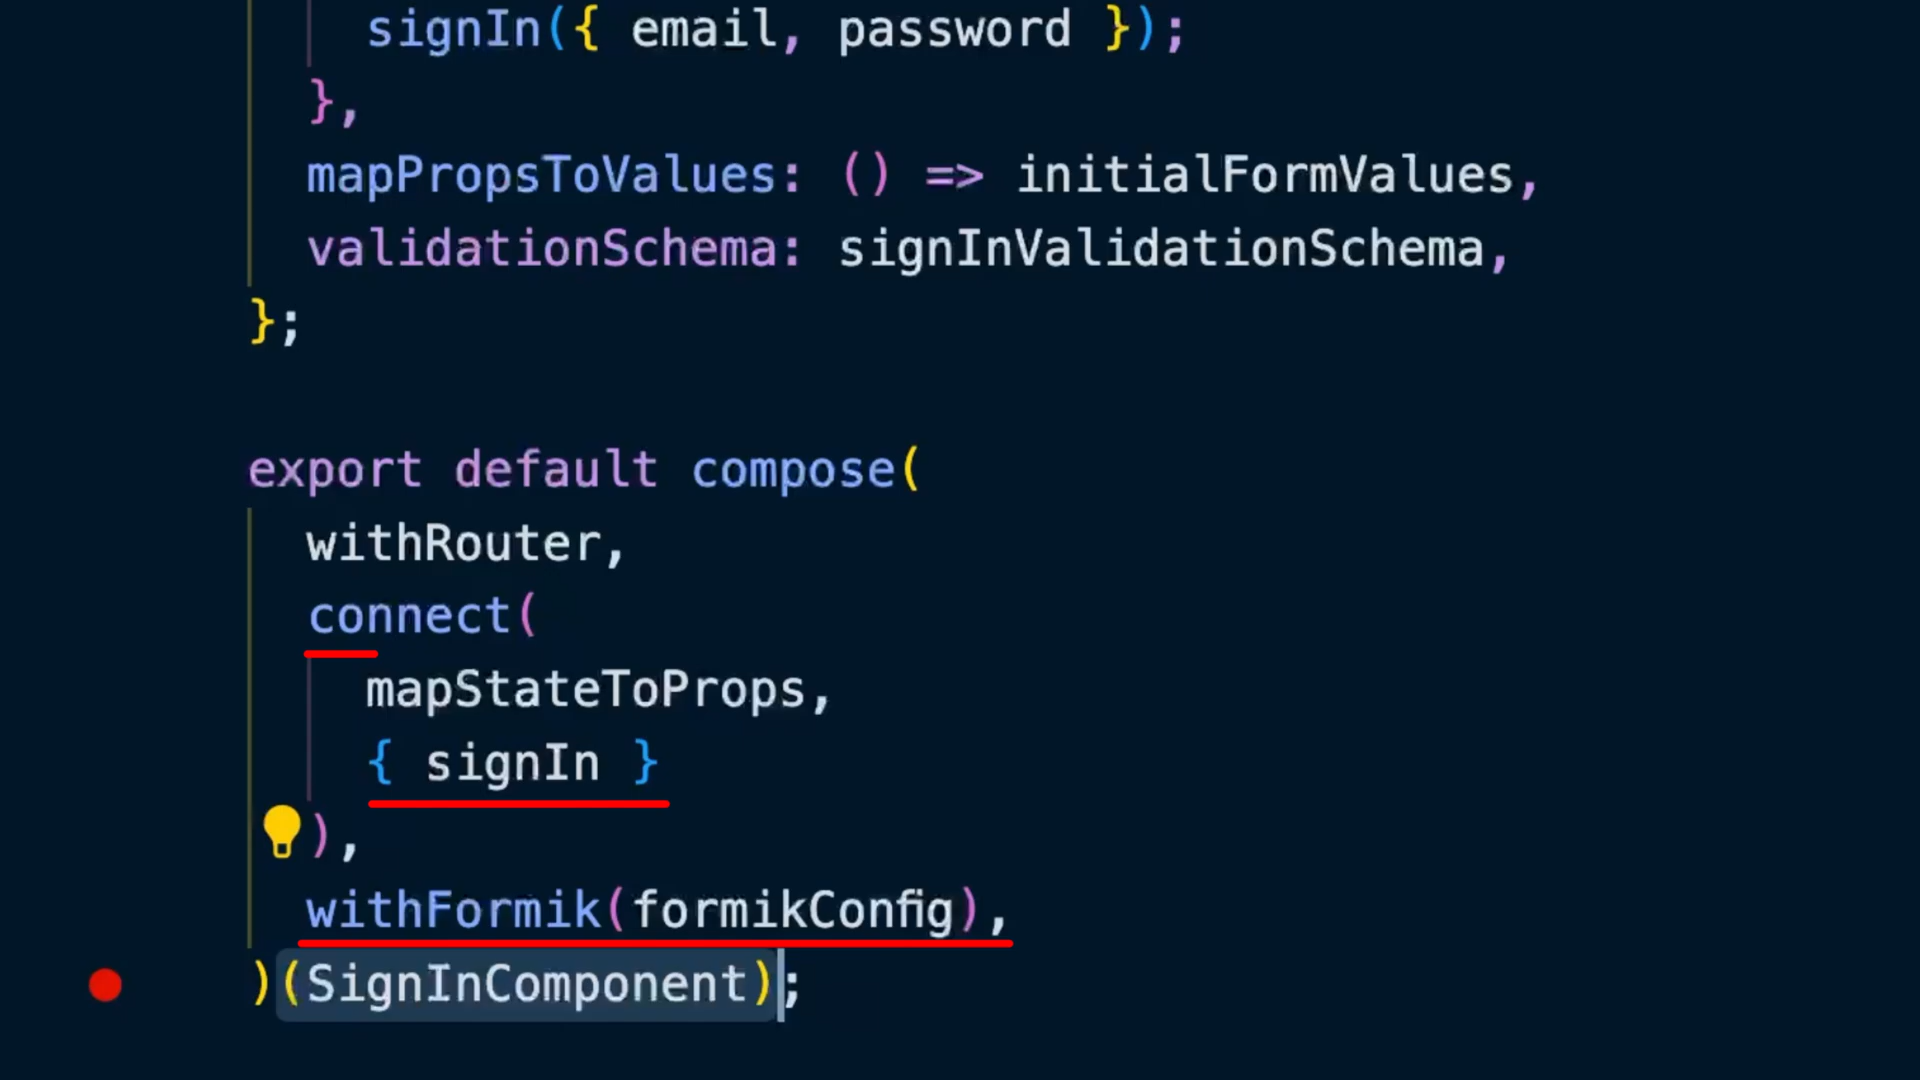 signIn({ email, password });
},
mapPropsToValues: () => initialFormValues,
validationSchema: signInValidationSchema,
};
export default compose(
withRouter,
connect(
mapStateToProps,
{ signIn }
),
withFormik(formikConfig),
)(SignInComponent);